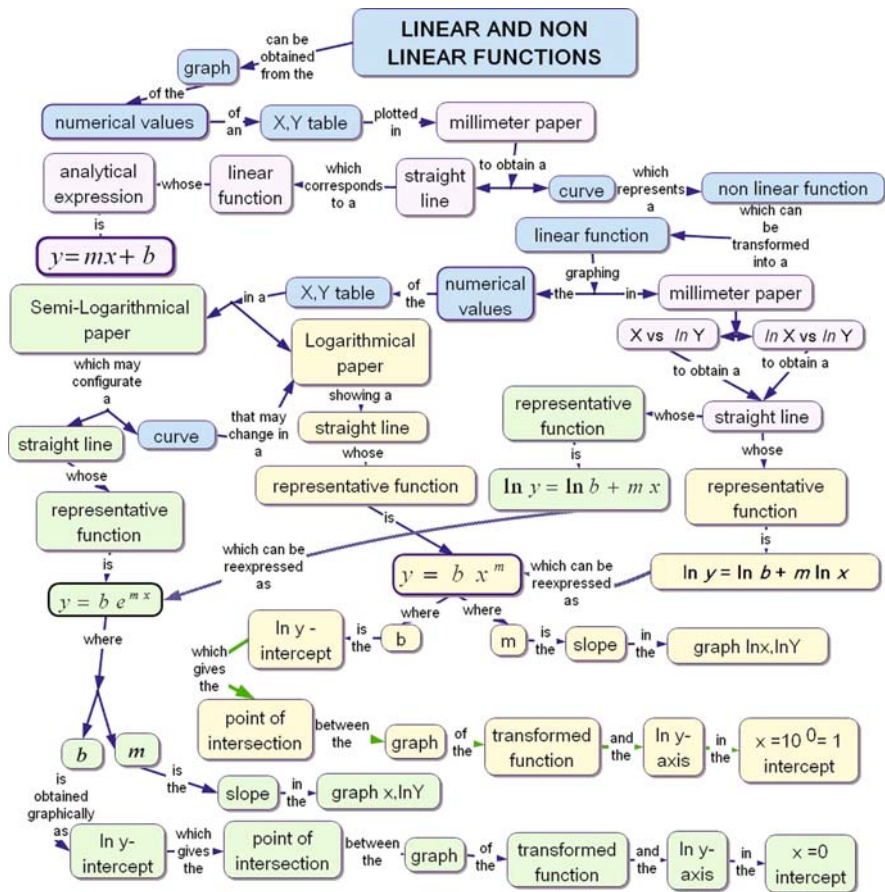 LINEAR AND NON
LINEAR FUNCTIONS
can be
obtained
from the
graph
of the
numerical values
of
an
X,Y table
plotted
in
millimeter paper
to obtain a
straight
line
curve
which
represents
a
non linear function
which
corresponds
to a
linear
function
whose
analytical
expression
is
y=mx+ b
which can
be
transformed
into a
linear function
graphing
the
in
numerical
values
of
the
X,Y table
in a
millimeter paper
X vs ln Y
ln X vs ln Y
to obtain a
to obtain a
straight line
Semi-Logarithmical
paper
Logarithmical
paper
which may
configurate
a
straight line
curve
that may
change in
a
showing a
straight line
whose
representative function
is
whose
representative
function
is
ln y = ln b + m x
whose
representative
function
is
ln y = ln b + m ln x
whose
representative
function
is
y = b e^{m x}
which can be
reexpressed
as
y = b x^m
which can be
reexpressed
as
where
where
where
b
is
the
ln y -
intercept
m
is
the
slope
in
the
graph lnx,lnY
which
gives
the
point of
intersection
between
the
graph
of
the
transformed
function
and
the
ln y-
axis
in
the
x =10 ^0= 1
intercept
b
m
is
the
slope
in
the
graph x,lnY
is
obtained
graphically
as
ln y-
intercept
which
gives
the
point of
intersection
between
the
graph
of
the
transformed
function
and
the
ln y-
axis
in
the
x =0
intercept